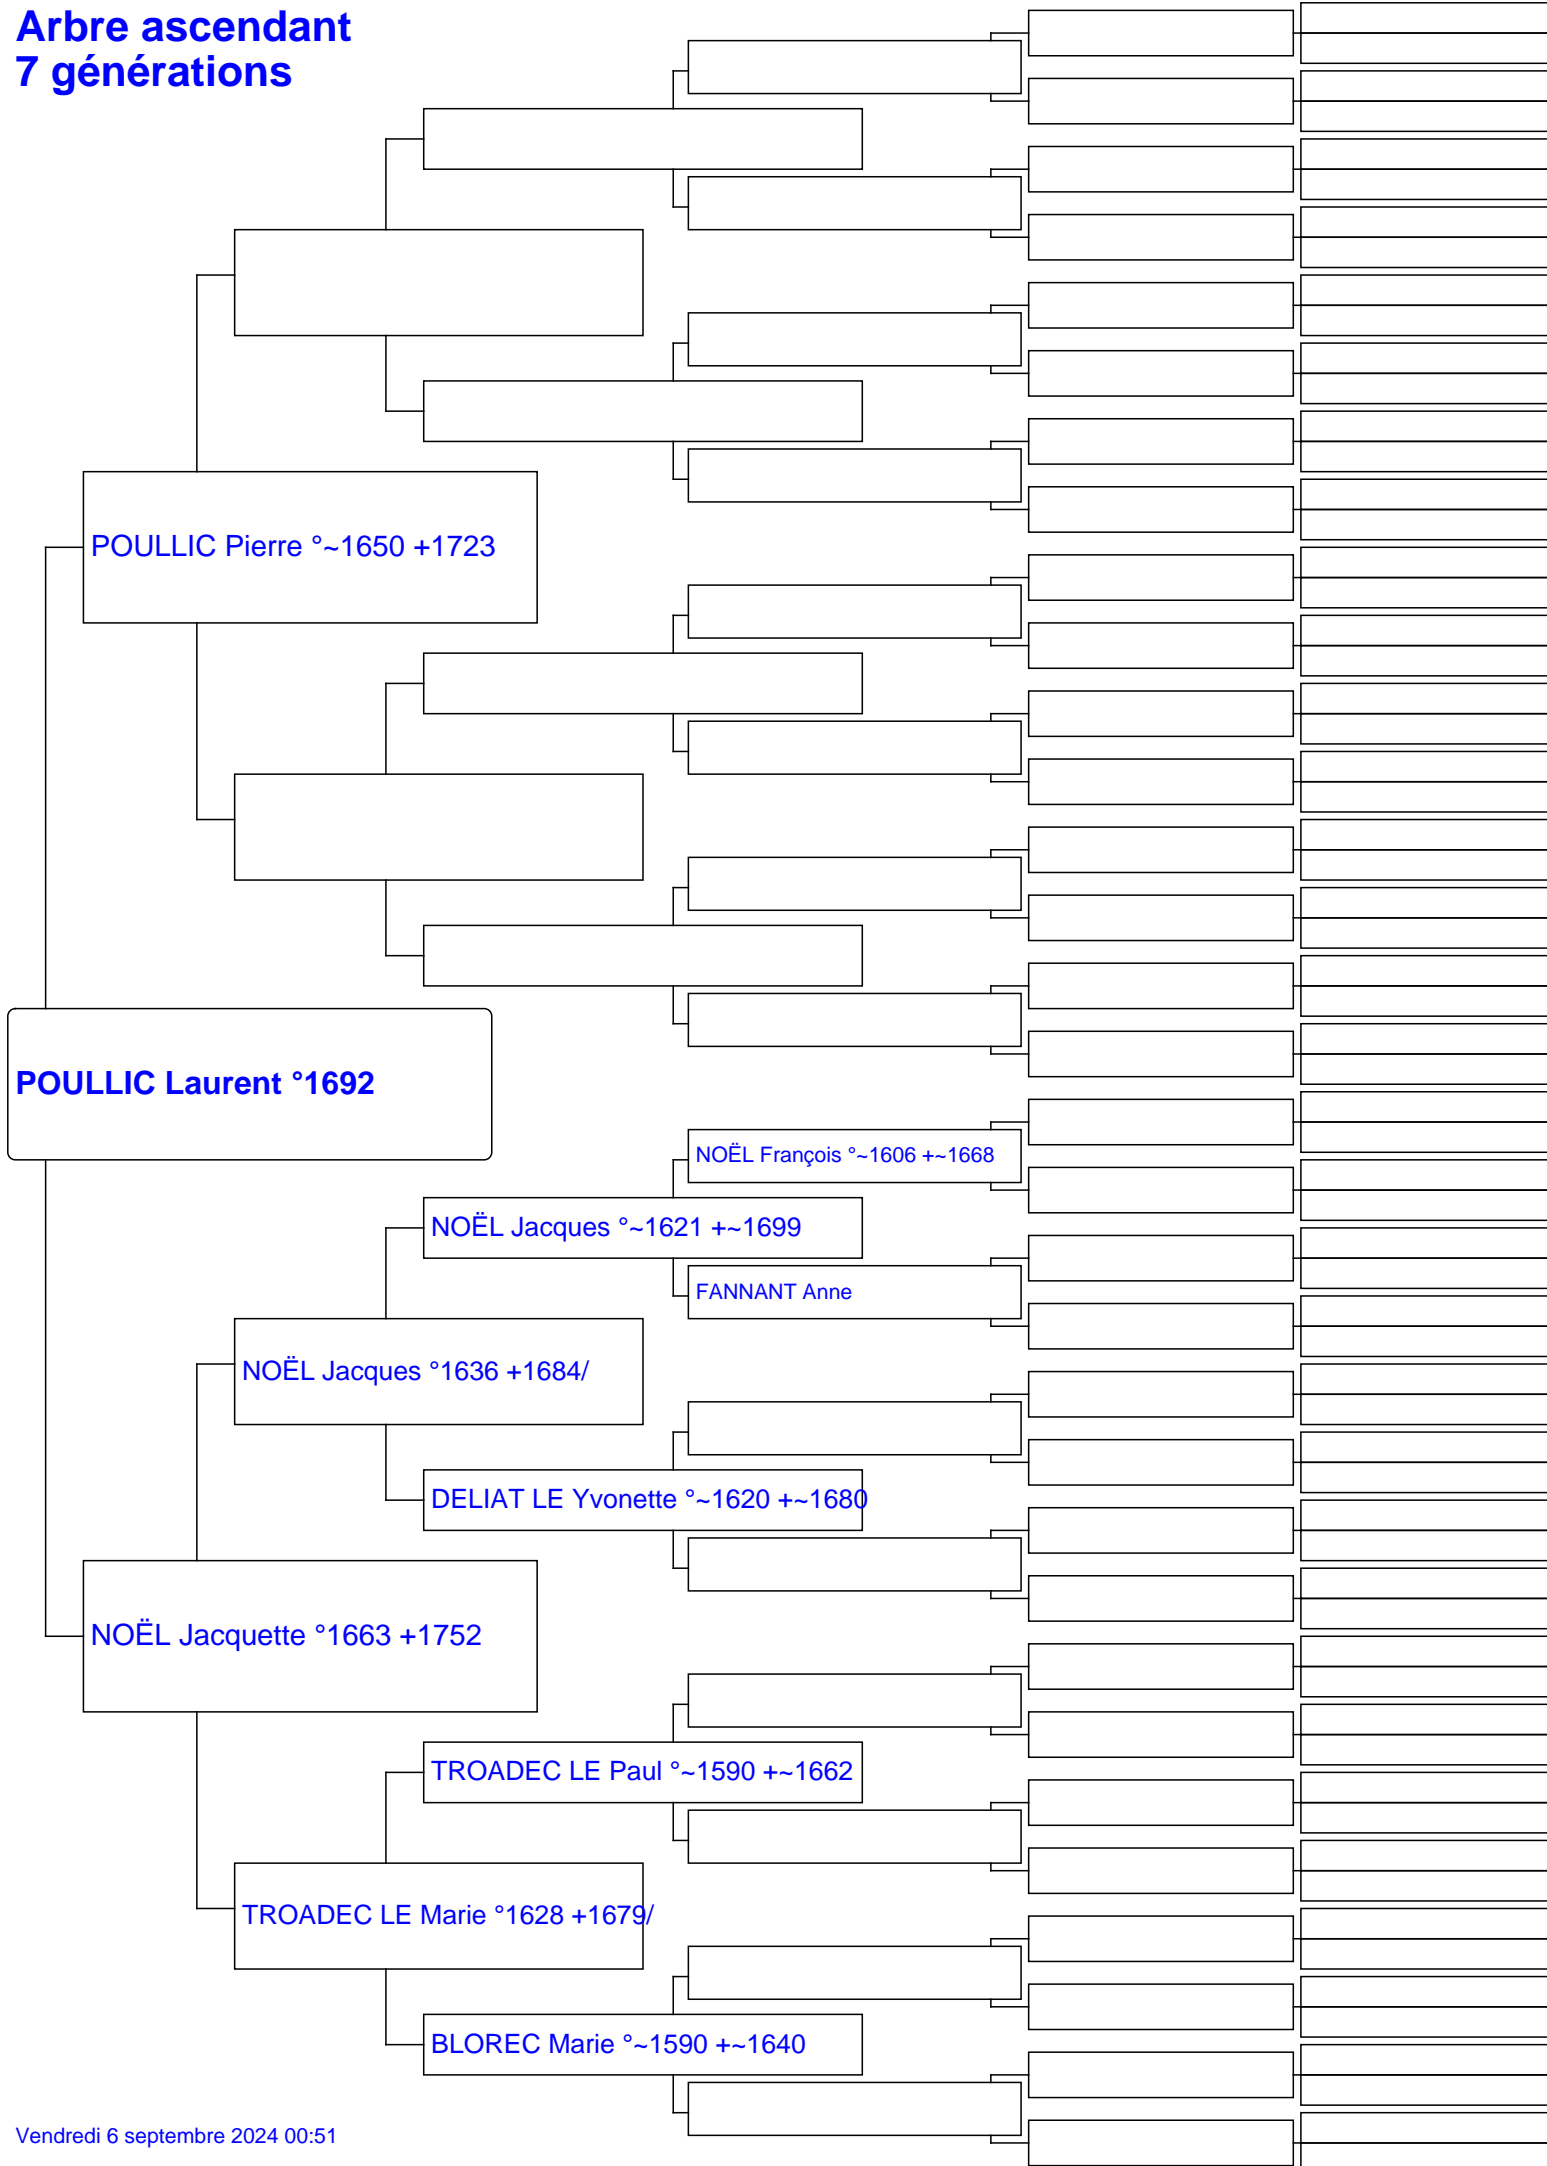 Arbre ascendant
7 générations
POULLIC Pierre °~1650 +1723
POULLIC Laurent °1692
NOËL François °~1606 +~1668
NOËL Jacques °~1621 +~1699
FANNANT Anne
NOËL Jacques °1636 +1684/
DELIAT LE Yvonette °~1620 +~1680
NOËL Jacquette °1663 +1752
TROADEC LE Paul °~1590 +~1662
TROADEC LE Marie °1628 +1679/
BLOREC Marie °~1590 +~1640
Vendredi 6 septembre 2024 00:51